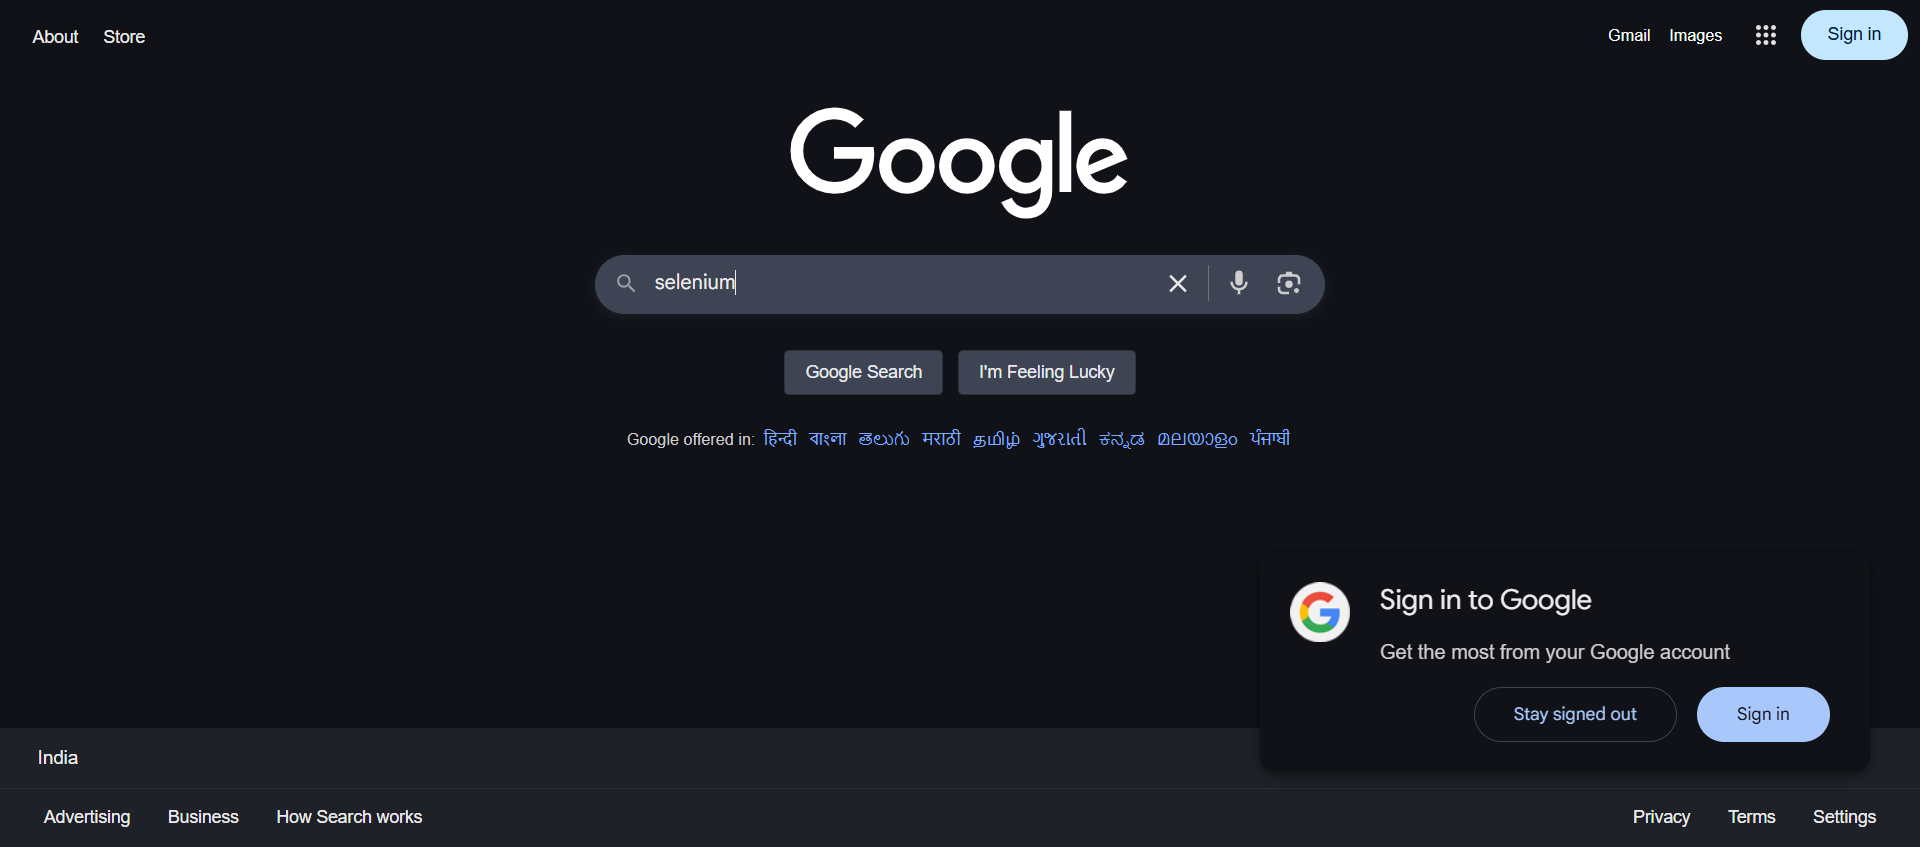 About Store
Gmail Images
Sign in
Google
selenium
Google Search
I'm Feeling Lucky
Google offered in: हिन्दी বাংলা తెలుగు मराठी தமிழ் ગુજરાતી ಕನ್ನಡ മലയാളം ਪੰਜਾਬੀ
Sign in to Google
Get the most from your Google account
Stay signed out
Sign in
India
Advertising Business How Search works
Privacy Terms Settings